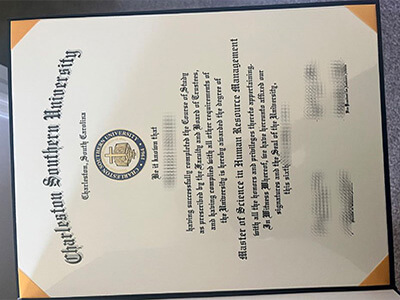 Charleston Southern University
Charleston, South Carolina
Be it known that
having successfully completed the Course of Study
as prescribed by the Faculty and Board of Trustees,
and having complied with all other requirements of
the University is hereby awarded the degree of
Master of Science in Human Resource Management
with all the honors and privileges thereto appertaining.
In Witness Whereof, we have hereunto affixed our
signatures and the Seal of the University,
this sixth